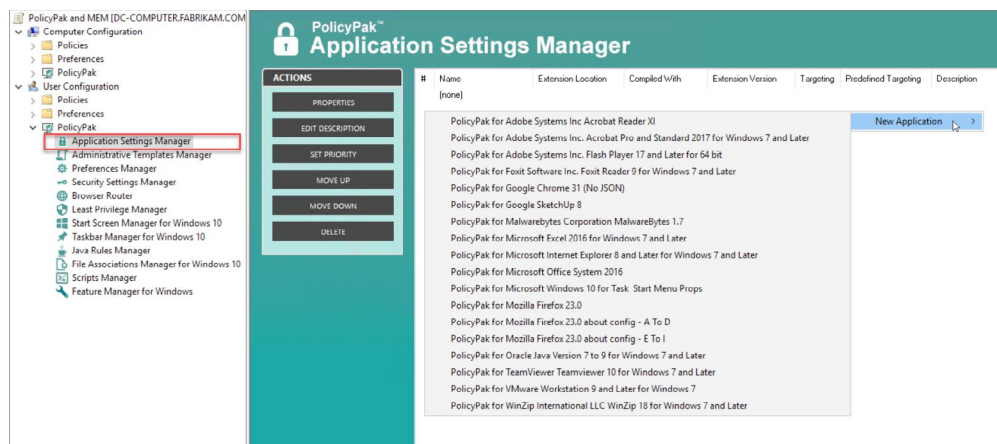 PolicyPak and MEM [DC-COMPUTER.FABRIKAM.COM
Computer Configuration
Policies
Preferences
PolicyPak
User Configuration
Policies
Preferences
PolicyPak
Application Settings Manager
Administrative Templates Manager
Preferences Manager
Security Settings Manager
Browser Router
Least Privilege Manager
Start Screen Manager for Windows 10
Taskbar Manager for Windows 10
Java Rules Manager
File Associations Manager for Windows 10
Scripts Manager
Feature Manager for Windows
PolicyPak™
Application Settings Manager
ACTIONS
PROPERTIES
EDIT DESCRIPTION
SET PRIORITY
MOVE UP
MOVE DOWN
DELETE
# Name Extension Location Compiled With Extension Version Targeting Predefined Targeting Description
(none)
New Application
PolicyPak for Adobe Systems Inc Acrobat Reader XI
PolicyPak for Adobe Systems Inc. Acrobat Pro and Standard 2017 for Windows 7 and Later
PolicyPak for Adobe Systems Inc. Flash Player 17 and Later for 64 bit
PolicyPak for Foxit Software Inc. Foxit Reader 9 for Windows 7 and Later
PolicyPak for Google Chrome 31 (No JSON)
PolicyPak for Google SketchUp 8
PolicyPak for Malwarebytes Corporation MalwareBytes 1.7
PolicyPak for Microsoft Excel 2016 for Windows 7 and Later
PolicyPak for Microsoft Internet Explorer 8 and Later for Windows 7 and Later
PolicyPak for Microsoft Office System 2016
PolicyPak for Microsoft Windows 10 for Task Start Menu Props
PolicyPak for Mozilla Firefox 23.0
PolicyPak for Mozilla Firefox 23.0 about config - A To D
PolicyPak for Mozilla Firefox 23.0 about config - E To I
PolicyPak for Oracle Java Version 7 to 9 for Windows 7 and Later
PolicyPak for TeamViewer Teamviewer 10 for Windows 7 and Later
PolicyPak for VMware Workstation 9 and Later for Windows 7
PolicyPak for WinZip International LLC WinZip 18 for Windows 7 and Later